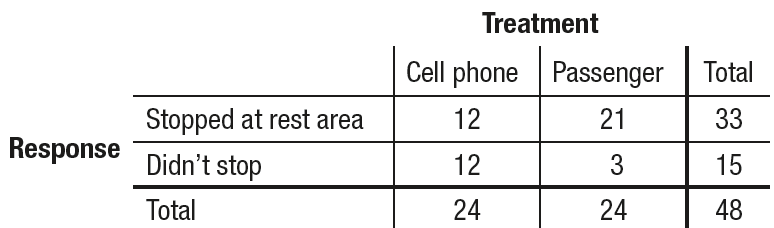 Treatment
Cell phone Passenger Total
Stopped at rest area 12 21 33
Response
Didn't stop 12 3 15
Total 24 24 48